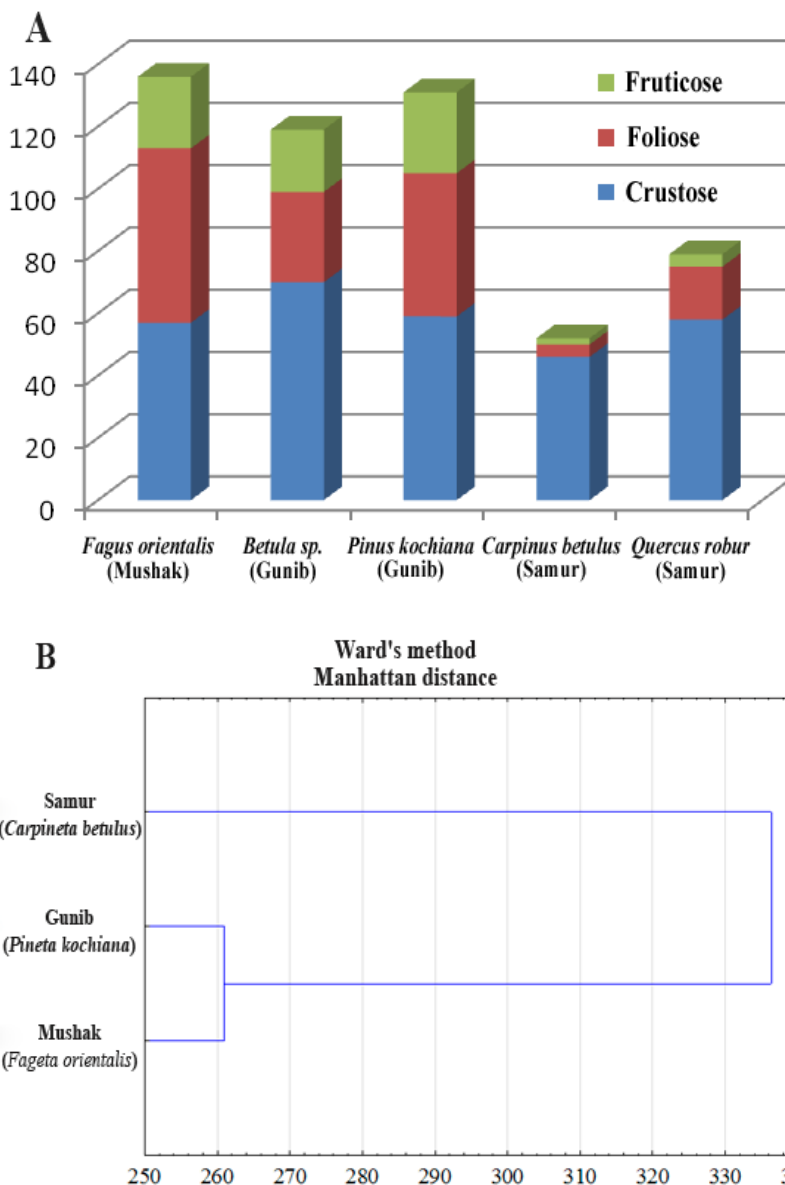 A
140
120
100
80
60
40
20
0
Fruticose
Foliose
Crustose
Fagus orientalis Betula sp. Pinus kochiana Carpinus betulus Quercus robur
(Mushak) (Gunib) (Gunib) (Samur) (Samur)
B
Ward's method
Manhattan distance
Samur
(Carpineta betulus)
Gunib
(Pineta kochiana)
Mushak
(Fageta orientalis)
250 260 270 280 290 300 310 320 330